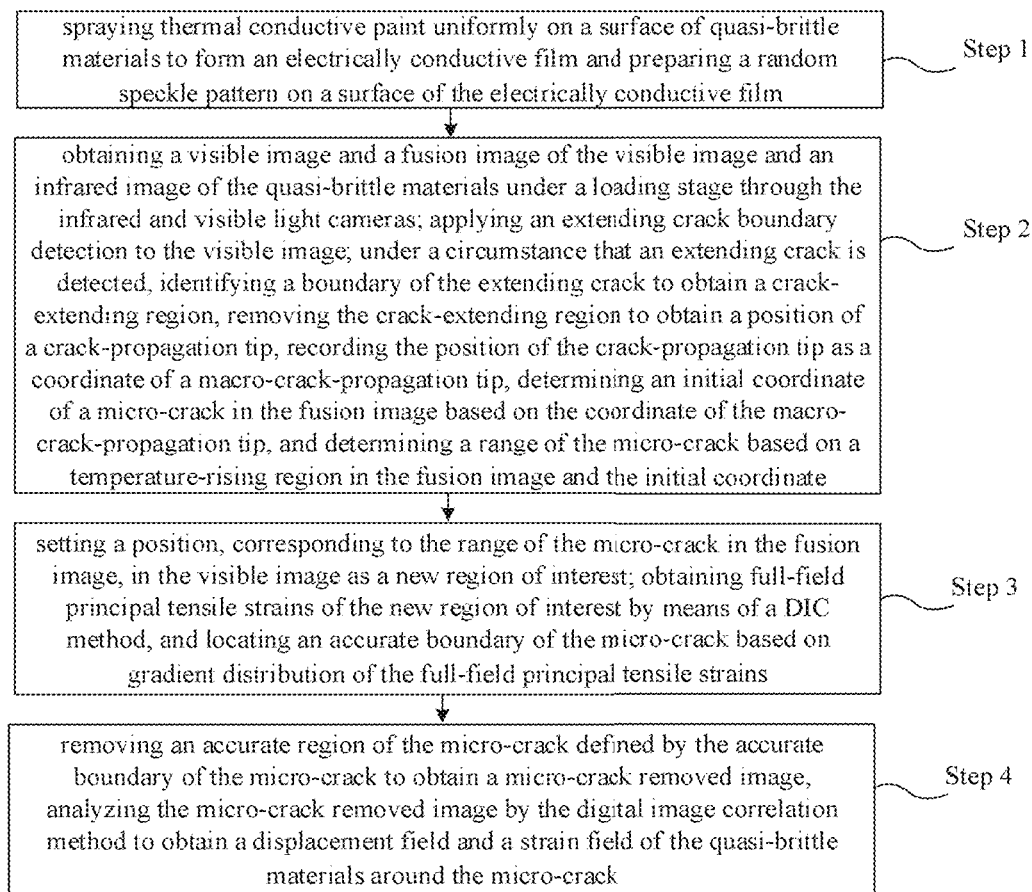 spraying thermal conductive paint uniformly on a surface of quasi-brittle
materials to form an electrically conductive film and preparing a random
speckle pattern on a surface of the electrically conductive film
Step 1
obtaining a visible image and a fusion image of the visible image and an
infrared image of the quasi-brittle materials under a loading stage through the
infrared and visible light cameras; applying an extending crack boundary
detection to the visible image; under a circumstance that an extending crack is
detected, identifying a boundary of the extending crack to obtain a crack-
extending region, removing the crack-extending region to obtain a position of
a crack-propagation tip, recording the position of the crack-propagation tip as a
coordinate of a macro-crack-propagation tip, determining an initial coordinate
of a micro-crack in the fusion image based on the coordinate of the macro-
crack-propagation tip, and determining a range of the micro-crack based on a
temperature-rising region in the fusion image and the initial coordinate
Step 2
setting a position, corresponding to the range of the micro-crack in the fusion
image, in the visible image as a new region of interest; obtaining full-field
principal tensile strains of the new region of interest by means of a DIC
method, and locating an accurate boundary of the micro-crack based on
gradient distribution of the full-field principal tensile strains
Step 3
removing an accurate region of the micro-crack defined by the accurate
boundary of the micro-crack to obtain a micro-crack removed image,
analyzing the micro-crack removed image by the digital image correlation
method to obtain a displacement field and a strain field of the quasi-brittle
materials around the micro-crack
Step 4